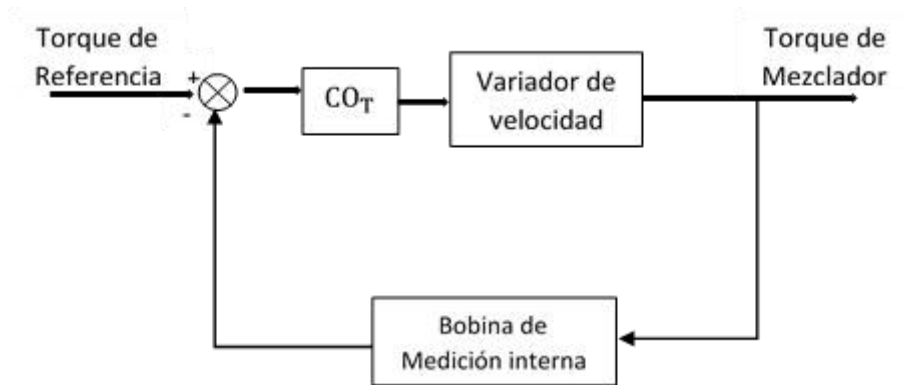 Torque de
Referencia
+
-
CO_T
Variador de
velocidad
Torque de
Mezclador
Bobina de
Medición interna